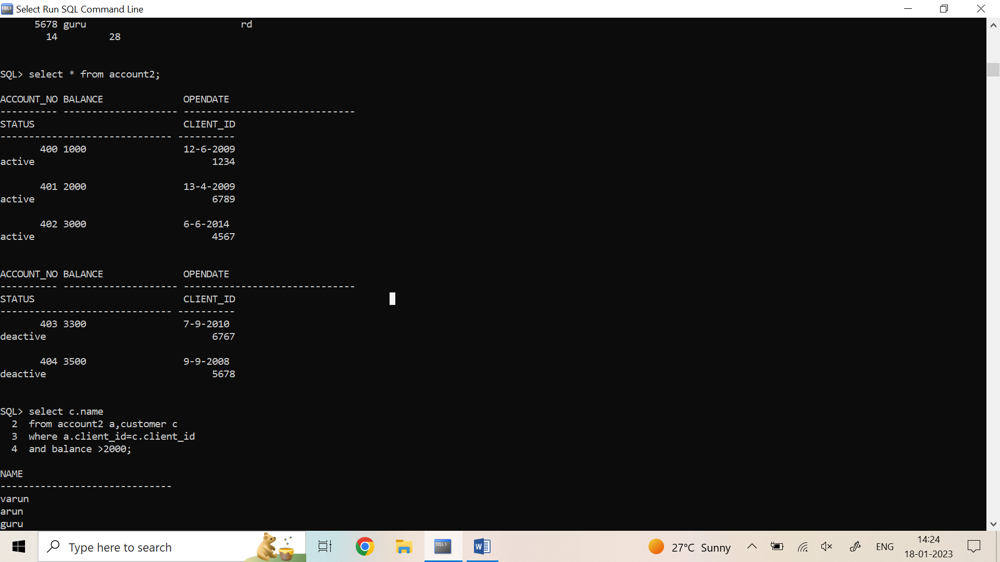 Select Run SQL Command Line
      5678 guru                           rd
        14         28
SQL> select * from account2;
ACCOUNT_NO BALANCE              OPENDATE
---------- -------------------- ------------------------------
STATUS                          CLIENT_ID
------------------------------ ----------
       400 1000                 12-6-2009
active                               1234
       401 2000                 13-4-2009
active                               6789
       402 3000                 6-6-2014
active                               4567
ACCOUNT_NO BALANCE              OPENDATE
---------- -------------------- ------------------------------
STATUS                          CLIENT_ID
------------------------------ ----------
       403 3300                 7-9-2010
deactive                             6767
       404 3500                 9-9-2008
deactive                             5678
SQL> select c.name
  2  from account2 a,customer c
  3  where a.client_id=c.client_id
  4  and balance >2000;
NAME
------------------------------
varun
arun
guru
Type here to search
SQL>
W
27°C Sunny
ENG
14:24
18-01-2023